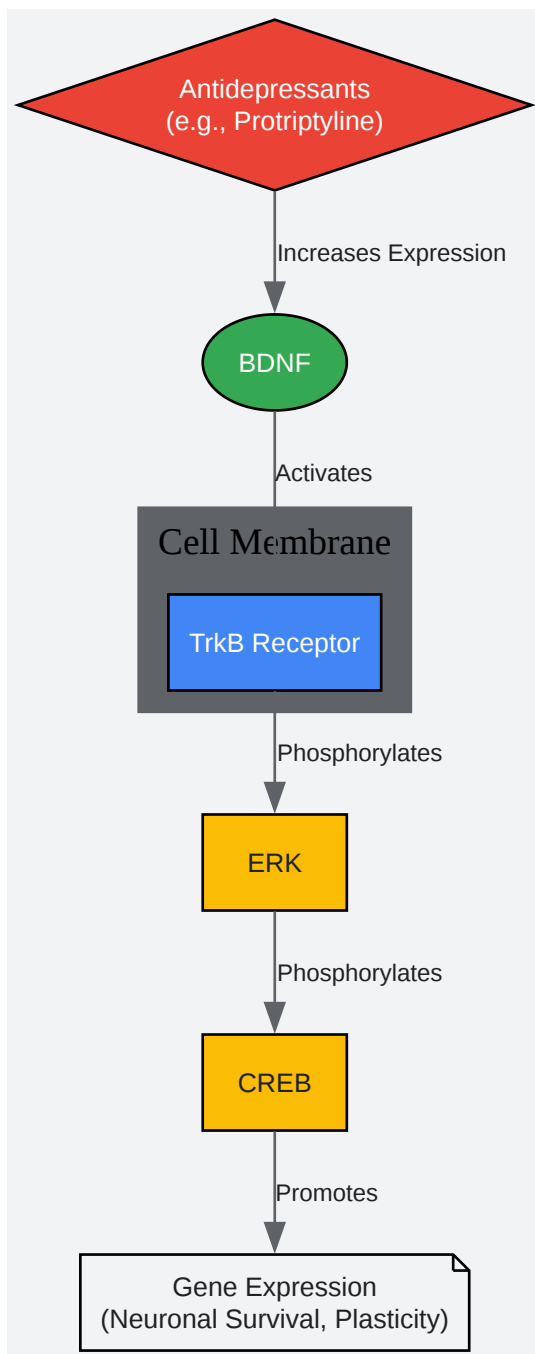 Antidepressants
(e.g., Protriptyline)
Increases Expression
BDNF
Activates
Cell Membrane
TrkB Receptor
Phosphorylates
ERK
Phosphorylates
CREB
Promotes
Gene Expression
(Neuronal Survival, Plasticity)